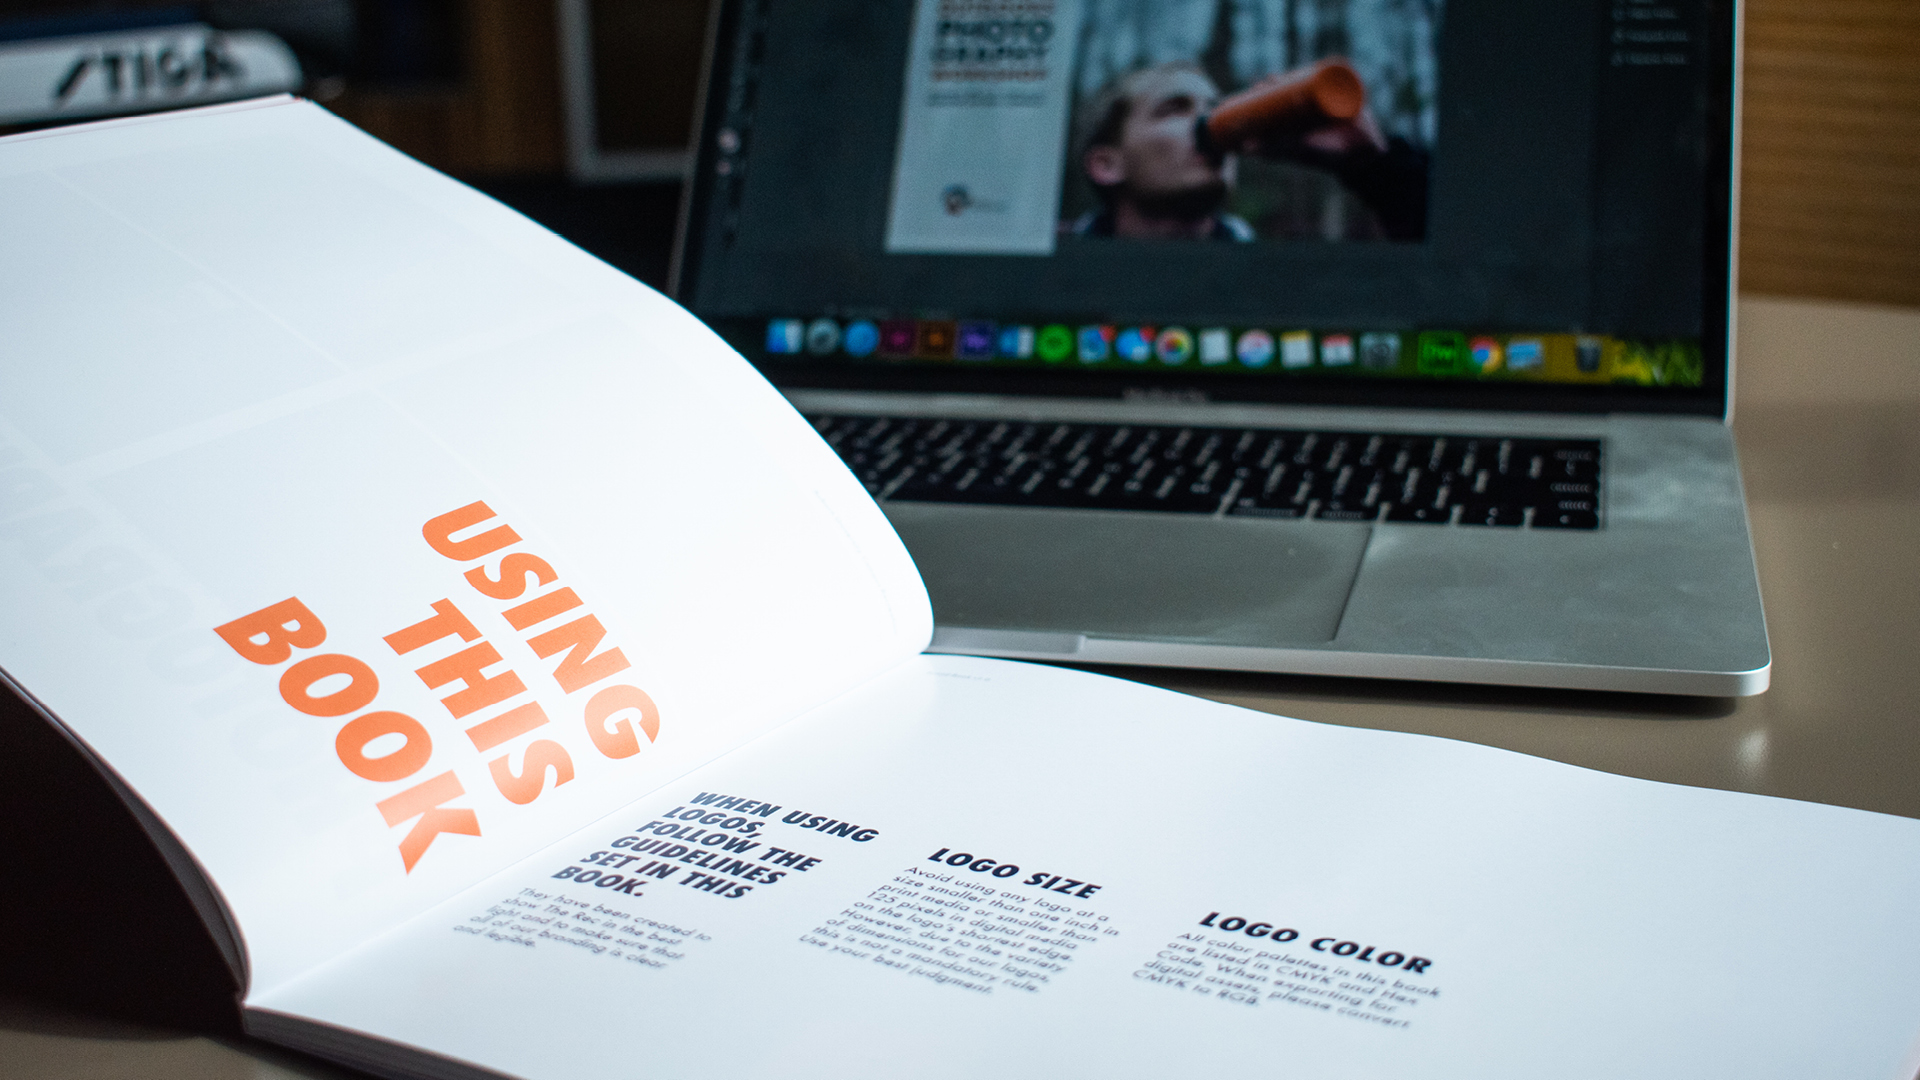 STIGA
PHOTO
GRAPHY
WORKSHOP
USING
THIS
BOOK
WHEN USING
LOGOS,
FOLLOW THE
GUIDELINES
SET IN THIS
BOOK.
They have been created to
show The Rec in the best
light and to make sure that
all of our branding is clear
and legible.
LOGO SIZE
Avoid using any logo at a
size smaller than one inch in
print media or smaller than
125 pixels in digital media
on the logo's shortest edge.
However, due to the variety
of dimensions for our logos,
this is not a mandatory rule.
Use your best judgment.
LOGO COLOR
All color palettes in this book
are listed in CMYK and Hex
Code. When exporting for
digital assets, please convert
CMYK to RGB.